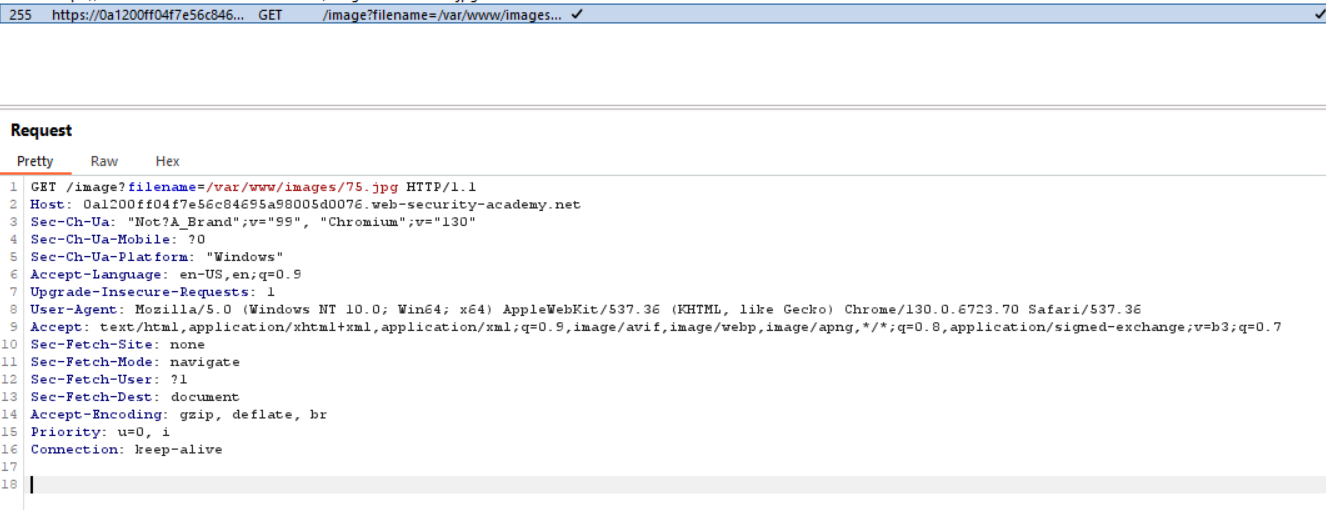 255 https://0a1200ff04f7e56c846... GET /image?filename=/var/www/images... ✓ ✓
Request
Pretty Raw Hex
1 GET /image?filename=/var/www/images/75.jpg HTTP/1.1
2 Host: 0a1200ff04f7e56c84695a98005d0076.web-security-academy.net
3 Sec-Ch-Ua: "Not?A_Brand";v="99", "Chromium";v="130"
4 Sec-Ch-Ua-Mobile: ?0
5 Sec-Ch-Ua-Platform: "Windows"
6 Accept-Language: en-US,en;q=0.9
7 Upgrade-Insecure-Requests: 1
8 User-Agent: Mozilla/5.0 (Windows NT 10.0; Win64; x64) AppleWebKit/537.36 (KHTML, like Gecko) Chrome/130.0.6723.70 Safari/537.36
9 Accept: text/html,application/xhtml+xml,application/xml;q=0.9,image/avif,image/webp,image/apng,*/*;q=0.8,application/signed-exchange;v=b3;q=0.7
10 Sec-Fetch-Site: none
11 Sec-Fetch-Mode: navigate
12 Sec-Fetch-User: ?1
13 Sec-Fetch-Dest: document
14 Accept-Encoding: gzip, deflate, br
15 Priority: u=0, i
16 Connection: keep-alive
17
18